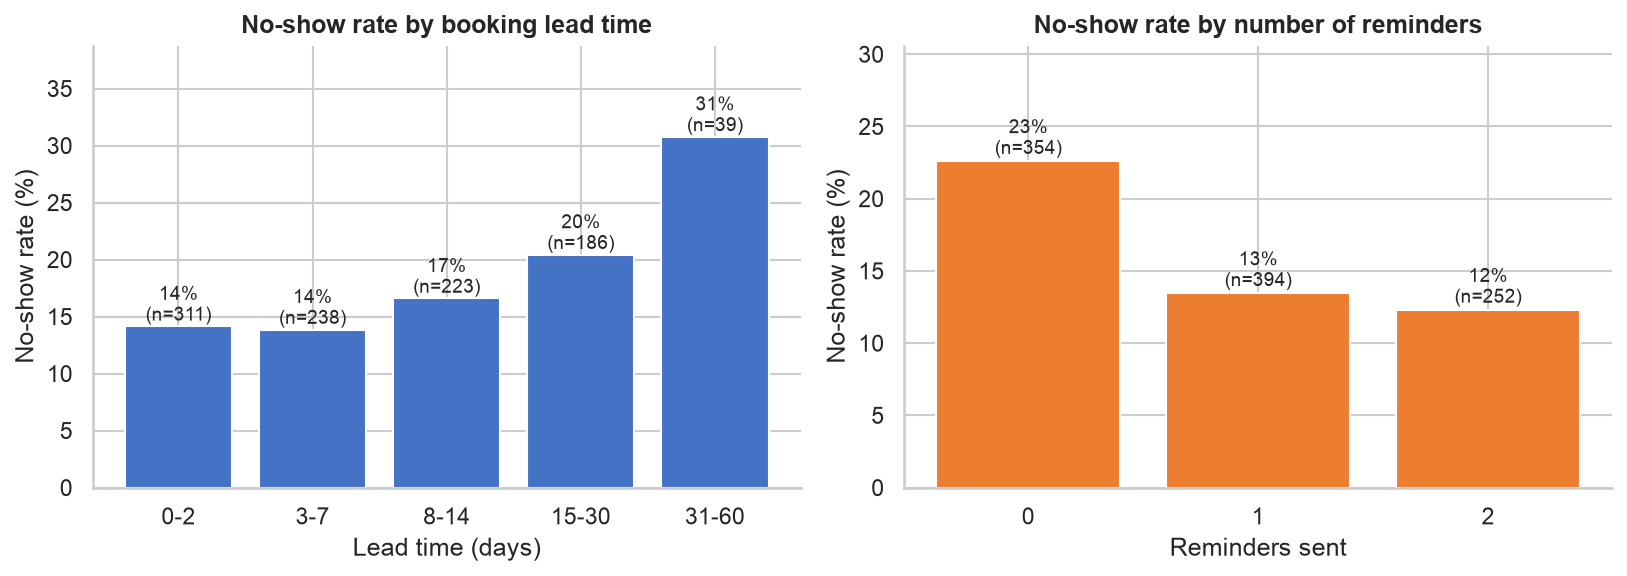 No-show rate by booking lead time
No-show rate (%)
35
30
25
20
15
10
5
0
14%
(n=311)
14%
(n=238)
17%
(n=223)
20%
(n=186)
31%
(n=39)
0-2
3-7
8-14
15-30
31-60
Lead time (days)
No-show rate by number of reminders
No-show rate (%)
30
25
20
15
10
5
0
23%
(n=354)
13%
(n=394)
12%
(n=252)
0
1
2
Reminders sent